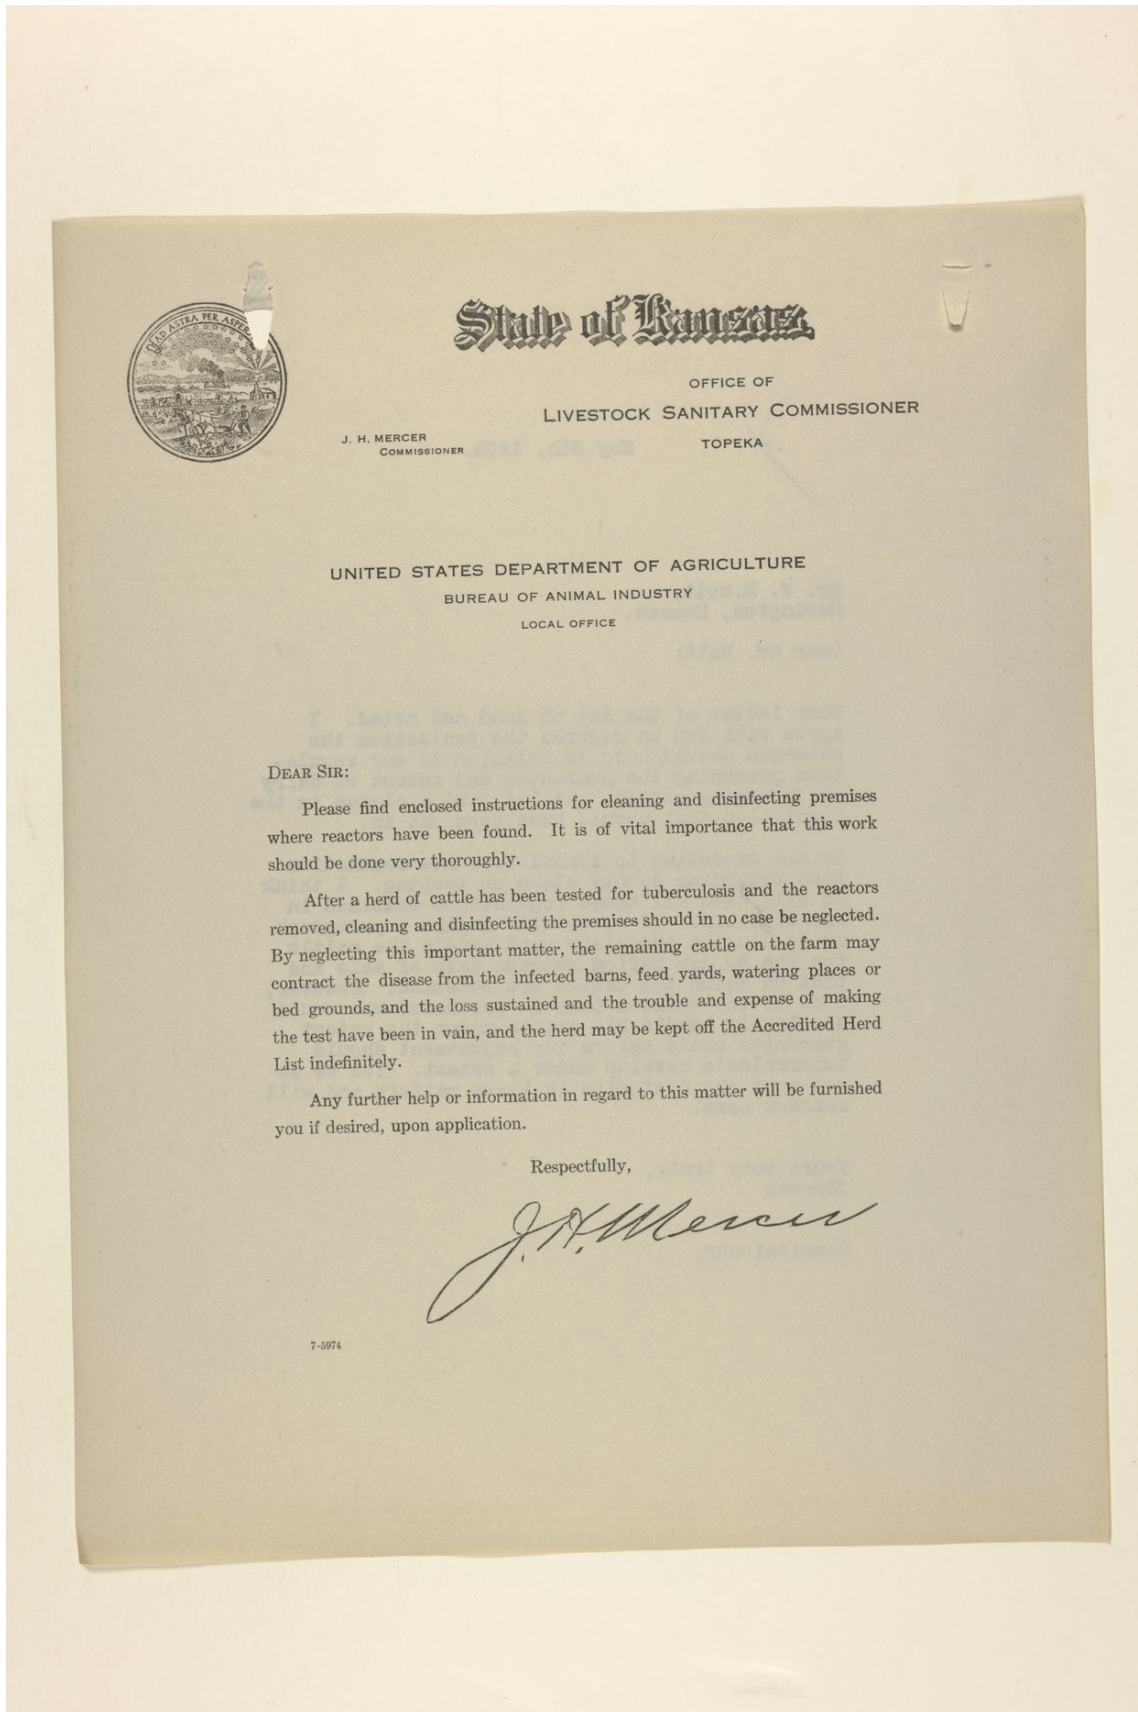 AD ASTRA PER ASPERA
State of Kansas
OFFICE OF
LIVESTOCK SANITARY COMMISSIONER
J. H. MERCER
COMMISSIONER
TOPEKA
UNITED STATES DEPARTMENT OF AGRICULTURE
BUREAU OF ANIMAL INDUSTRY
LOCAL OFFICE
DEAR SIR:
Please find enclosed instructions for cleaning and disinfecting premises
where reactors have been found. It is of vital importance that this work
should be done very thoroughly.
After a herd of cattle has been tested for tuberculosis and the reactors
removed, cleaning and disinfecting the premises should in no case be neglected.
By neglecting this important matter, the remaining cattle on the farm may
contract the disease from the infected barns, feed yards, watering places or
bed grounds, and the loss sustained and the trouble and expense of making
the test have been in vain, and the herd may be kept off the Accredited Herd
List indefinitely.
Any further help or information in regard to this matter will be furnished
you if desired, upon application.
Respectfully,
J. H. Mercer
7-5974